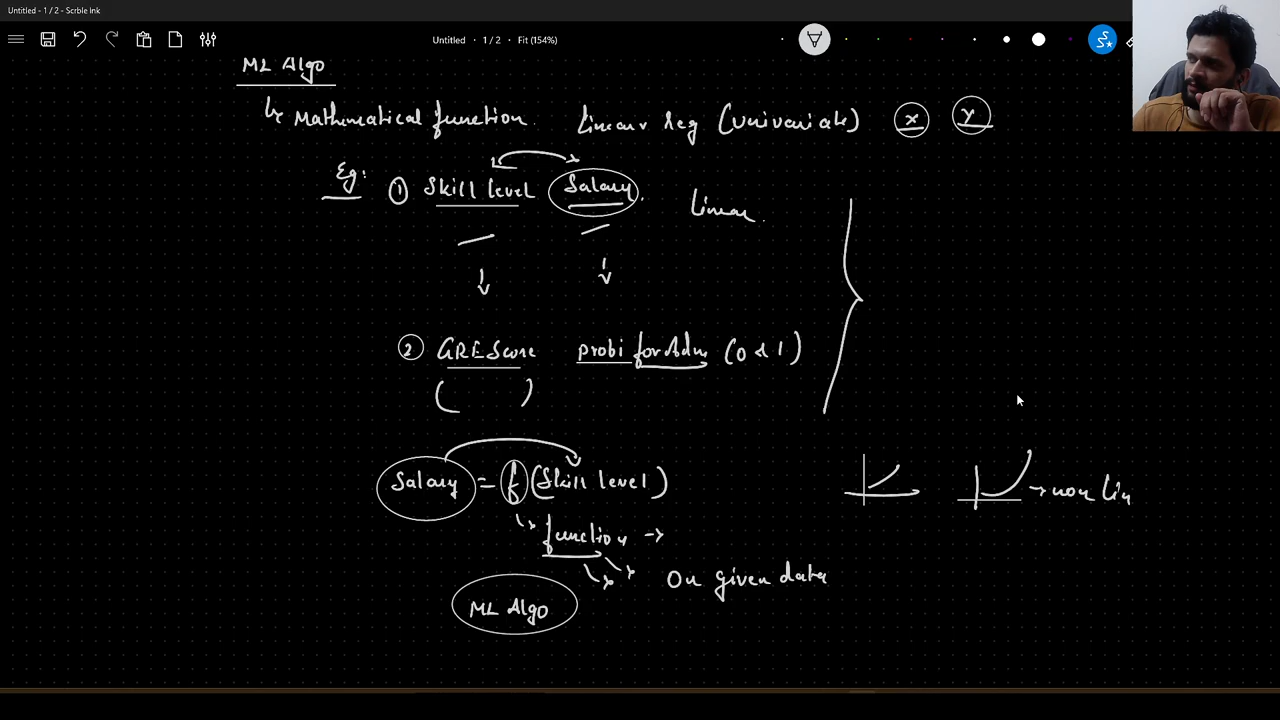 Untitled - 1 / 2 - Scrble Ink
Untitled · 1 / 2 · Fit (154%)
ML Algo
Mathematical function. Linear Reg (Univariate) x y
Eg: ① Skill level Salary. Linear.
② GRE Score prob for Adm (0 & 1)
( )
Salary = f (Skill level)
→ non Lin
function →
On given data
ML Algo